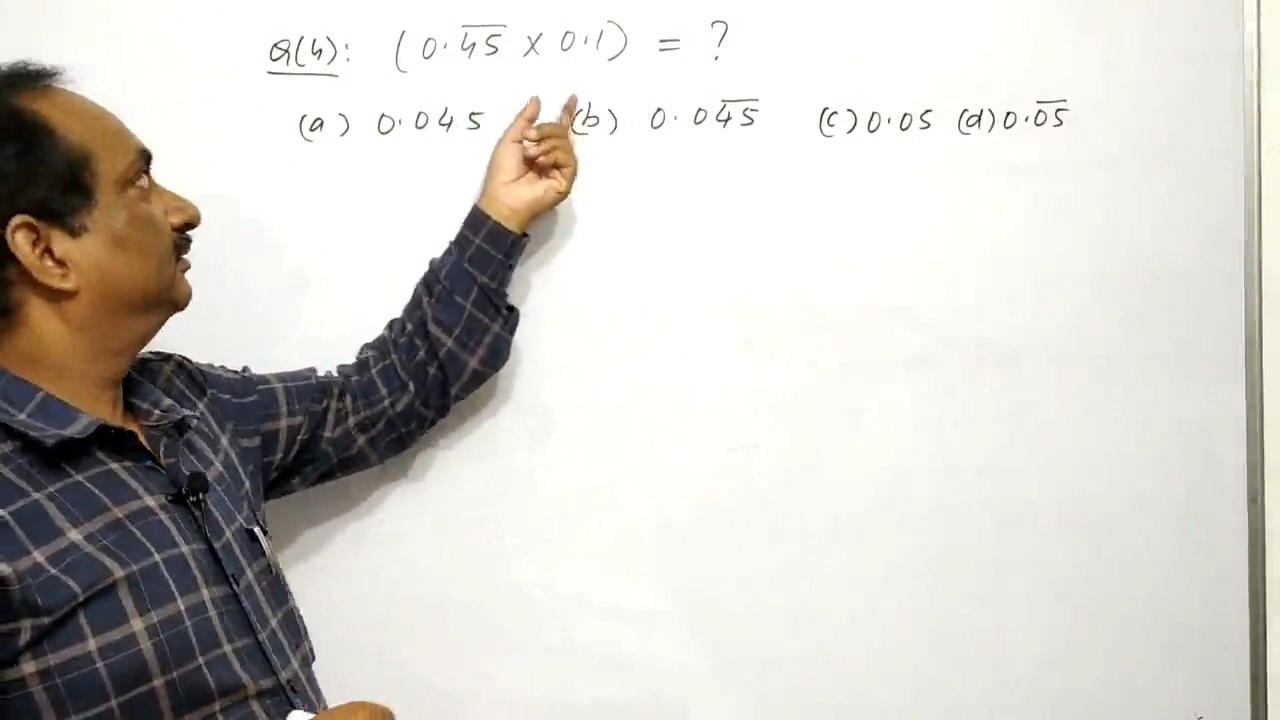 Q(4): (0.4̅5̅ × 0.1) = ?
(a) 0.045 (b) 0.04̅5̅ (c) 0.05 (d) 0.0̅5̅